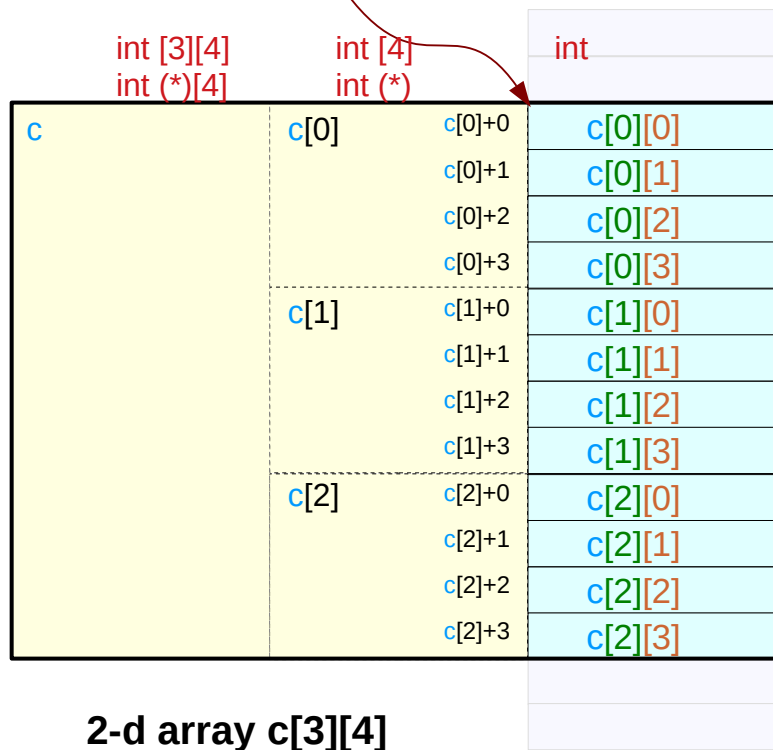 int [3][4] int [4] int
int (*)[4] int (*)
c c[0] c[0]+0 c[0][0]
c[0]+1 c[0][1]
c[0]+2 c[0][2]
c[0]+3 c[0][3]
c[1] c[1]+0 c[1][0]
c[1]+1 c[1][1]
c[1]+2 c[1][2]
c[1]+3 c[1][3]
c[2] c[2]+0 c[2][0]
c[2]+1 c[2][1]
c[2]+2 c[2][2]
c[2]+3 c[2][3]
2-d array c[3][4]